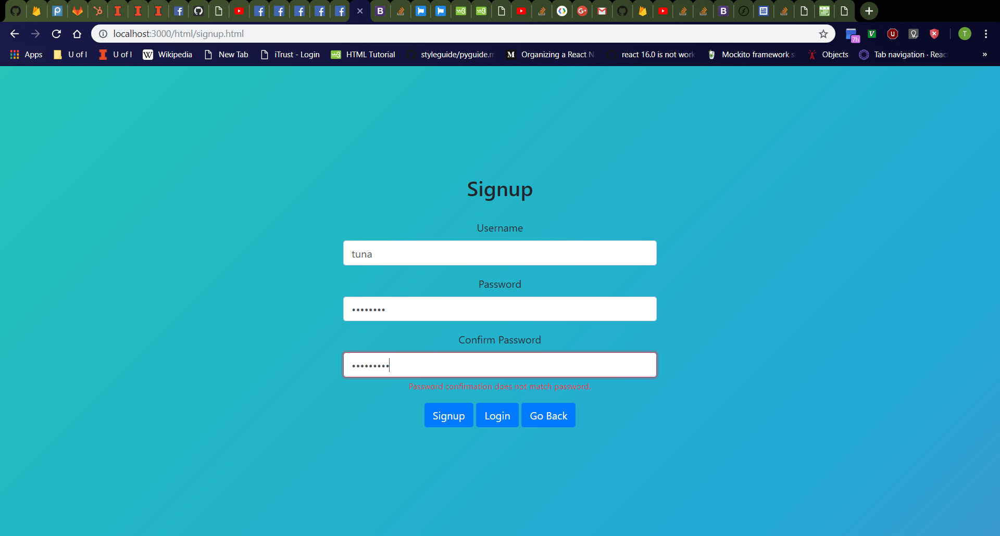 localhost:3000/html/signup.html
7h
T
Apps U of I U of I Wikipedia New Tab iTrust - Login HTML Tutorial styleguide/pyguide.m Organizing a React N react 16.0 is not work Mockito framework si Objects Tab navigation · Reac »
Signup
Username
tuna
Password
••••••••
Confirm Password
•••••••••
Password confirmation does not match password.
Signup Login Go Back